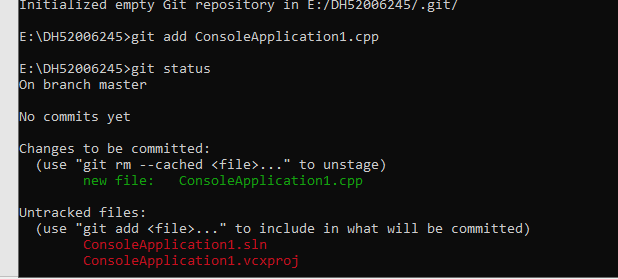 Initialized empty Git repository in E:/DH52006245/.git/
E:\DH52006245>git add ConsoleApplication1.cpp
E:\DH52006245>git status
On branch master
No commits yet
Changes to be committed:
  (use "git rm --cached <file>..." to unstage)
        new file:   ConsoleApplication1.cpp
Untracked files:
  (use "git add <file>..." to include in what will be committed)
        ConsoleApplication1.sln
        ConsoleApplication1.vcxproj